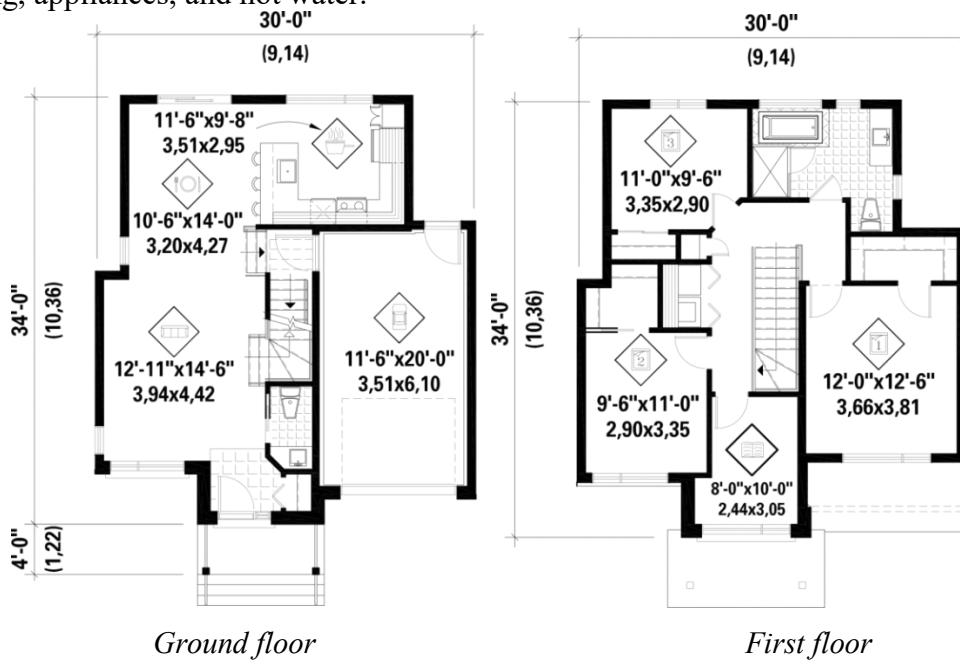 g, appliances, and hot water.
30'-0"
(9,14)
11'-6"x9'-8"
3,51x2,95
10'-6"x14'-0"
3,20x4,27
34'-0"
(10,36)
12'-11"x14'-6"
3,94x4,42
11'-6"x20'-0"
3,51x6,10
4'-0"
(1,22)
Ground floor
30'-0"
(9,14)
3
11'-0"x9'-6"
3,35x2,90
34'-0"
(10,36)
2
9'-6"x11'-0"
2,90x3,35
1
12'-0"x12'-6"
3,66x3,81
8'-0"x10'-0"
2,44x3,05
First floor